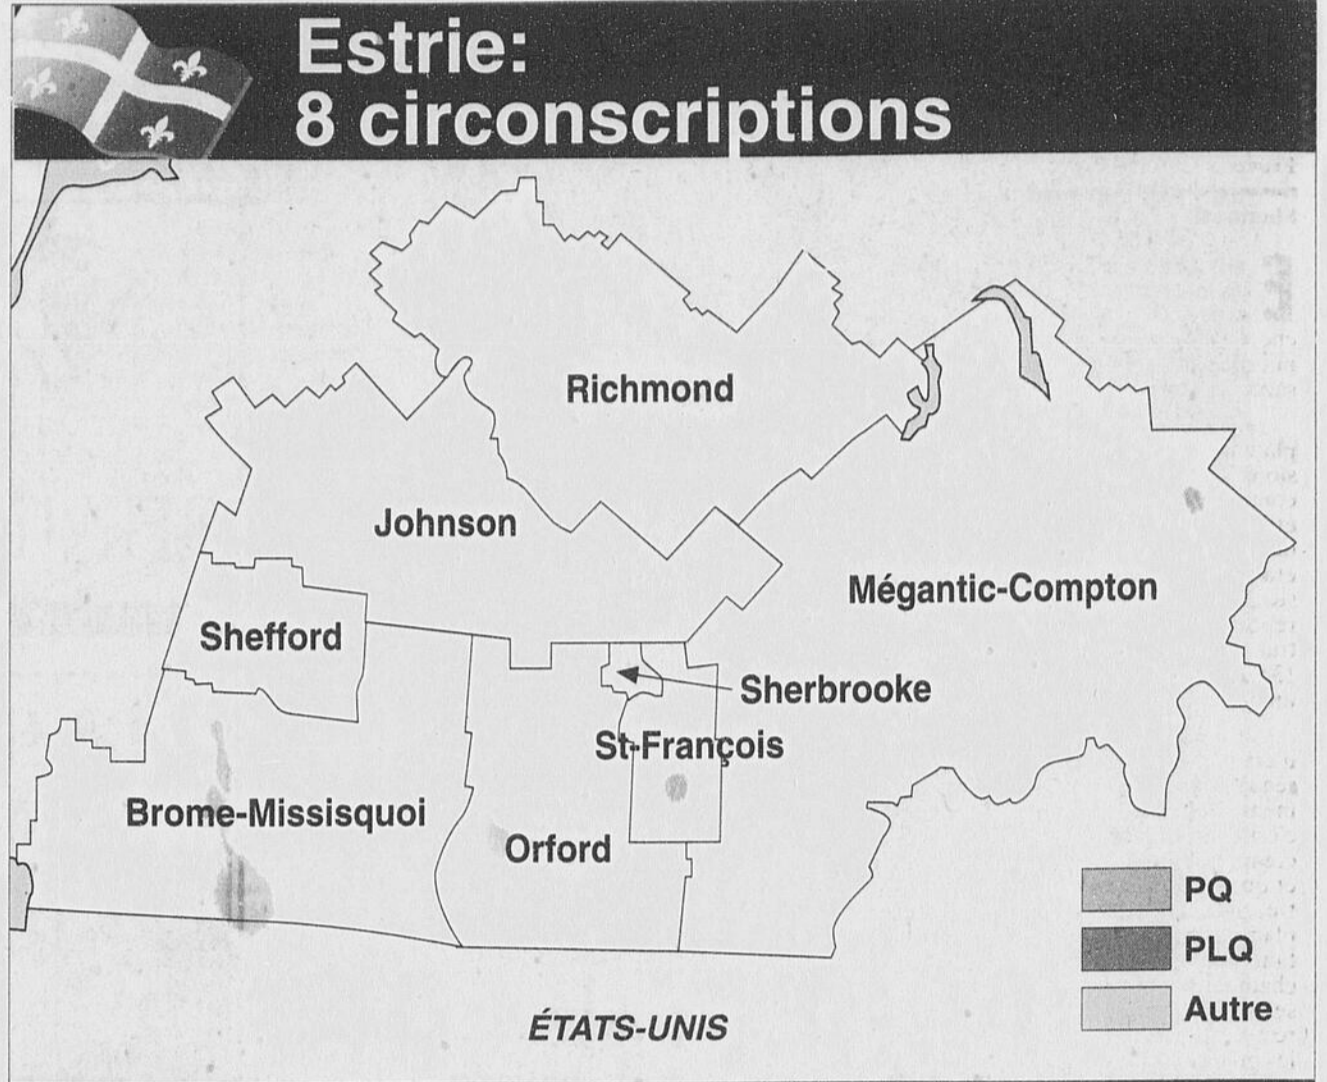 Estrie:
8 circonscriptions
Richmond
Johnson
Mégantic-Compton
Shefford
Sherbrooke
St-François
Brome-Missisquoi
Orford
PQ
PLQ
Autre
ÉTATS-UNIS